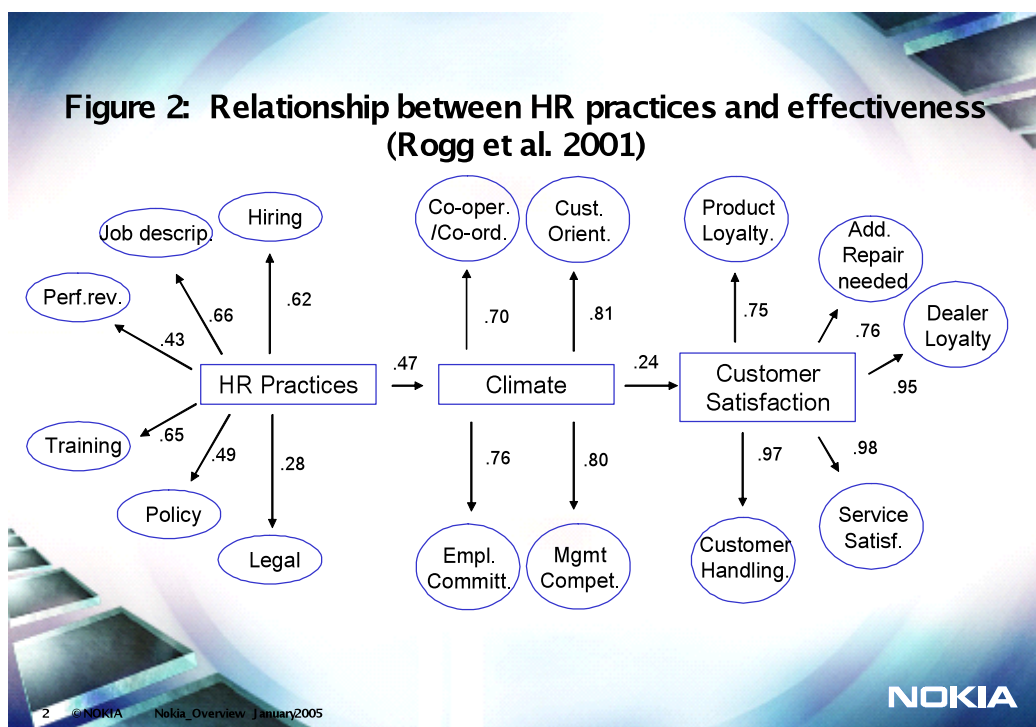 Figure 2: Relationship between HR practices and effectiveness
(Rogg et al. 2001)
Job descrip.
Hiring
Perf.rev.
.43
.66
.62
HR Practices
Training
.65
.49
.28
Policy
Legal
.47
Co-oper.
/Co-ord.
Cust.
Orient.
.70
.81
Climate
.76
.80
Empl.
Committ.
Mgmt
Compet.
.24
Product
Loyalty.
Add.
Repair
needed
Dealer
Loyalty
.75
.76
.95
Customer
Satisfaction
.97
.98
Customer
Handling.
Service
Satisf.
2 ©NOKIA Nokia_Overview January2005
NOKIA